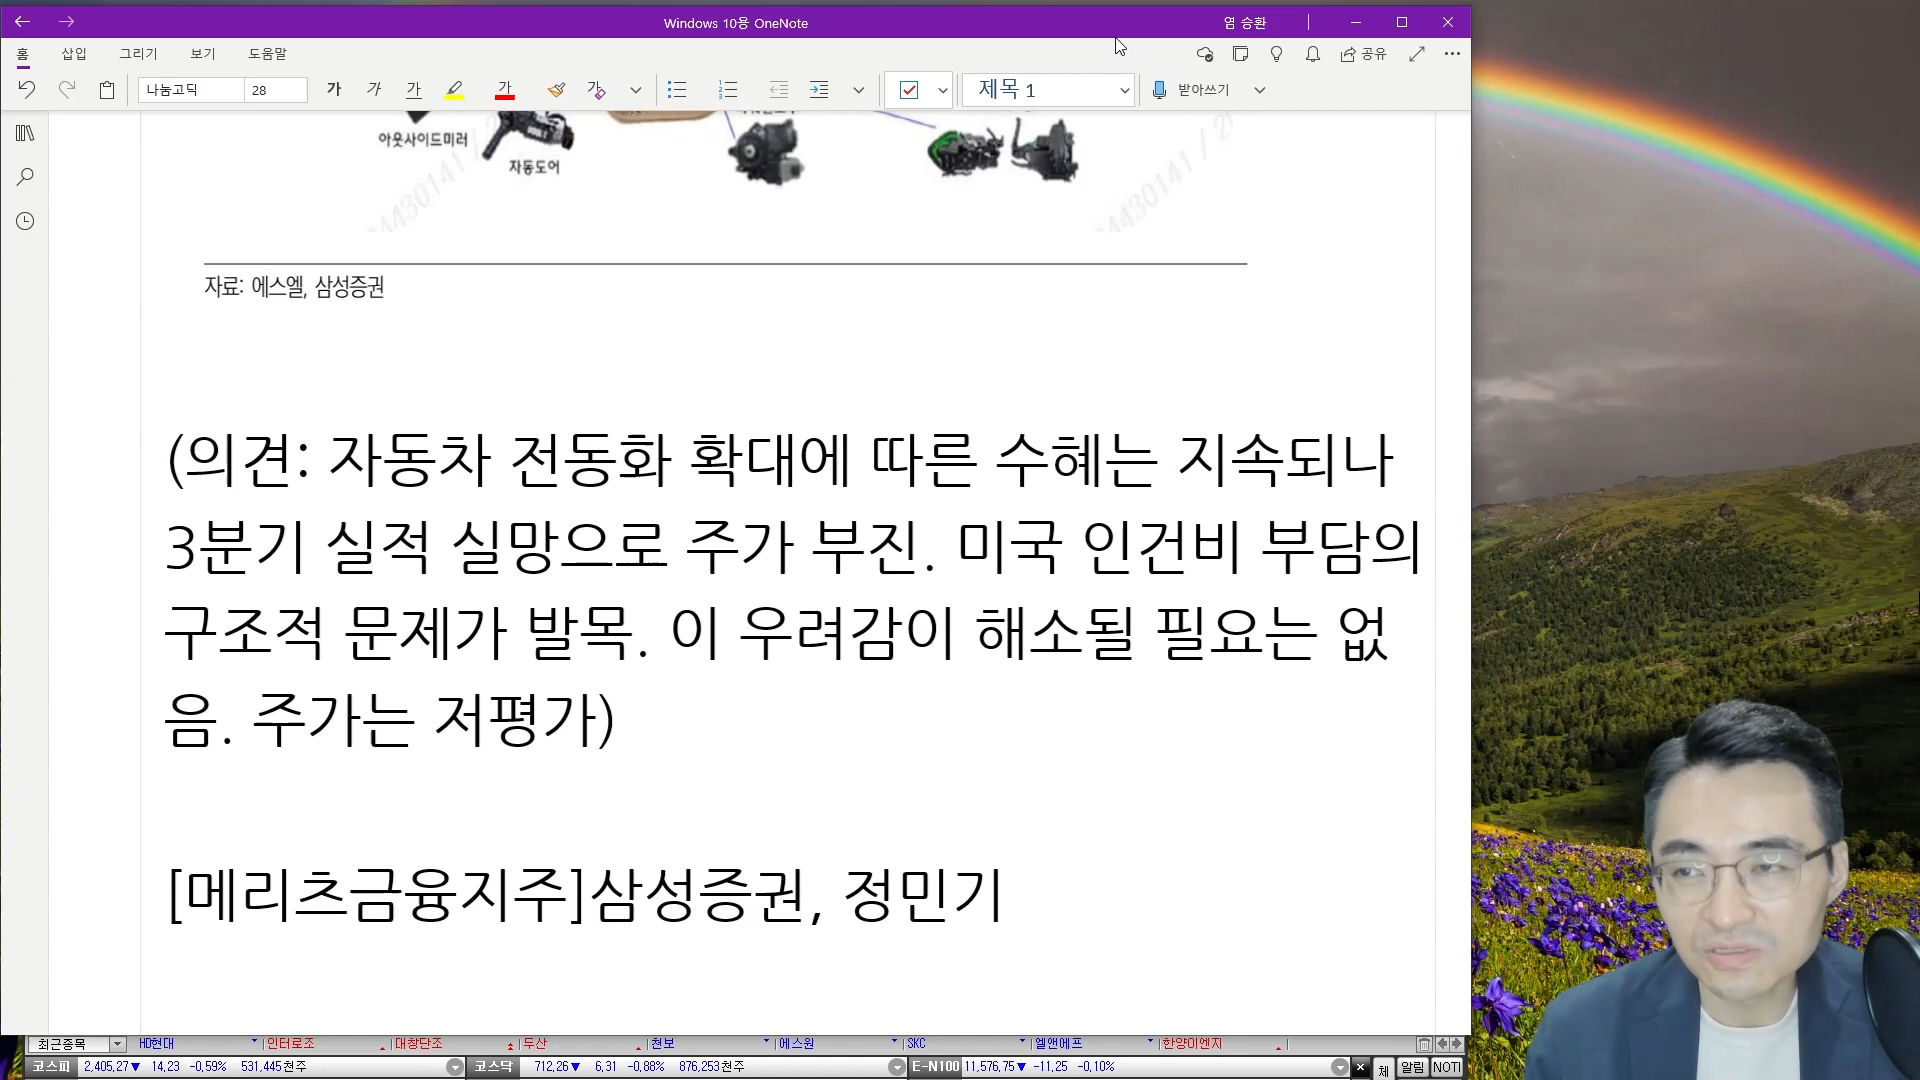 Windows 10용 OneNote
염 승환
홈 삽입 그리기 보기 도움말
공유
나눔고딕 28 가 가 가 가 가 제목 1 받아쓰기
아웃사이드미러
자동도어
자료: 에스엘, 삼성증권
(의견: 자동차 전동화 확대에 따른 수혜는 지속되나
3분기 실적 실망으로 주가 부진. 미국 인건비 부담의
구조적 문제가 발목. 이 우려감이 해소될 필요는 없
음. 주가는 저평가)
[메리츠금융지주]삼성증권, 정민기
최근종목 HD현대 인터로조 대창단조 두산 천보 에스원 SKC 엘앤에프 한양이엔지
코스피 2,405,27▼ 14,23 -0,59% 531,445천주 코스닥 712,26▼ 6,31 -0,88% 876,253천주 E-N100 11,576,75▼ -11,25 -0,10% 체 알림 NOTI